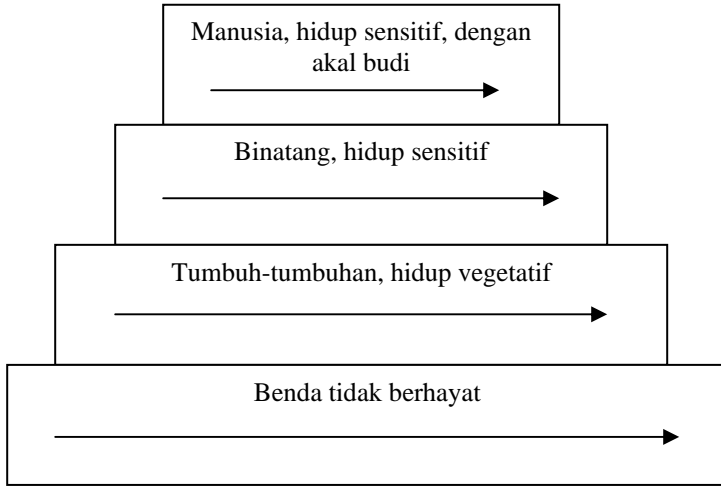 Manusia, hidup sensitif, dengan
akal budi
Binatang, hidup sensitif
Tumbuh-tumbuhan, hidup vegetatif
Benda tidak berhayat